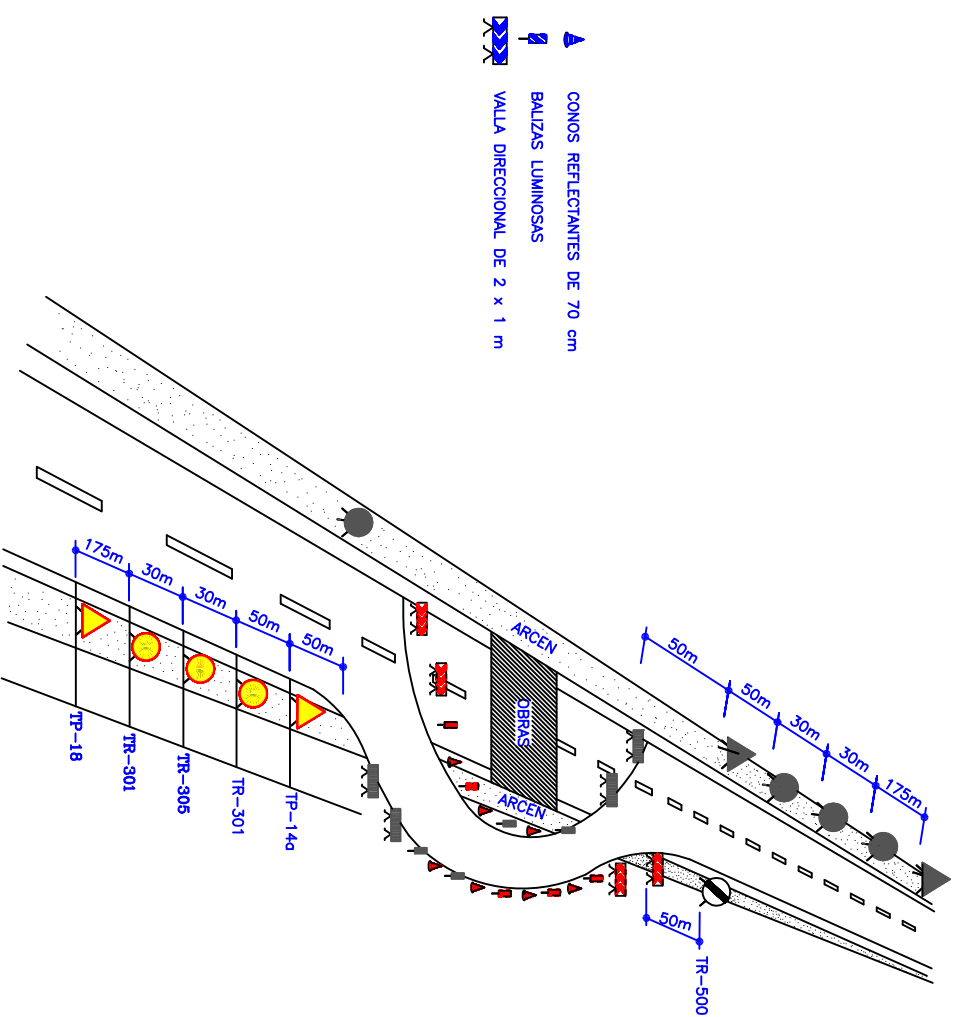 CONOS REFLECTANTES DE 70 cm
BALIZAS LUMINOSAS
VALLA DIRECCIONAL DE 2 x 1 m
50m
50m
30m
30m
175m
ARCEN
OBRAS
ARCEN
175m
30m
30m
50m
50m
TP-18
TR-301
TR-305
TR-301
TP-14a
50m
TR-500